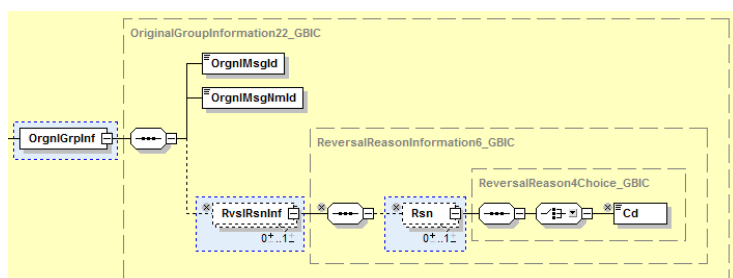 OriginalGroupInformation22_GBIC
OrgnlMsgId
OrgnlMsgNmId
OrgnlGrpInf
ReversalReasonInformation6_GBIC
ReversalReason4Choice_GBIC
RvslRsnInf
Rsn
Cd
0..1
0..1